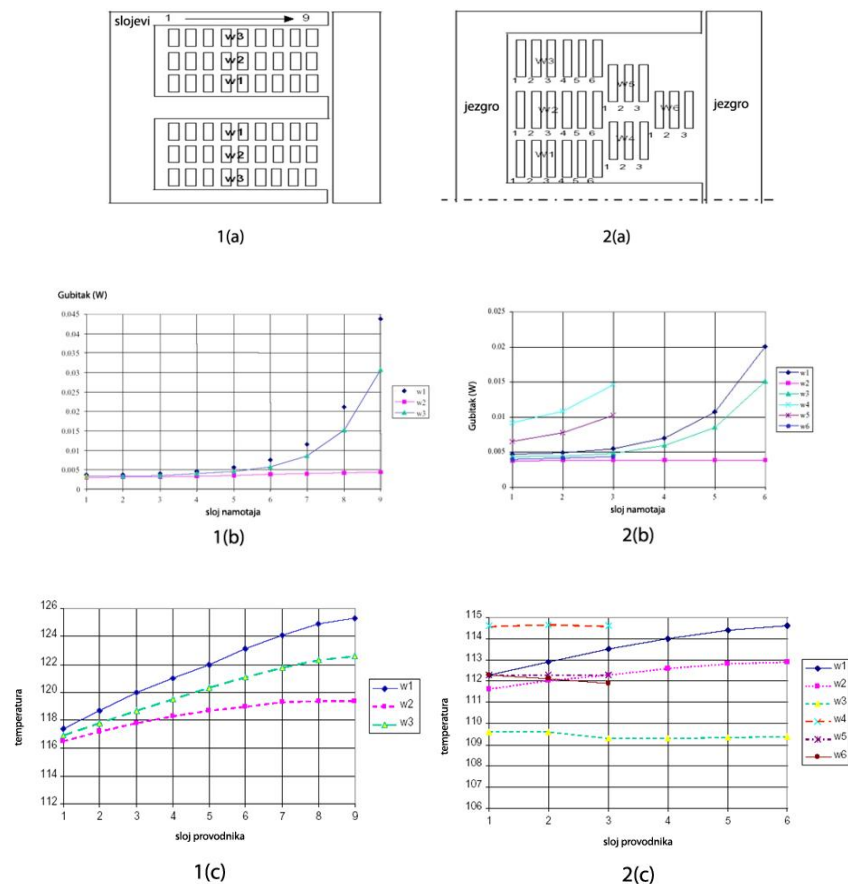 slojevi 1 9
w3
w2
w1
w1
w2
w3
1(a)
jezgro
jezgro
W3
1 2 3 4 5 6
W5
1 2 3
W2
1 2 3 4 5 6
W6
1 2 3
W4
1 2 3
W1
1 2 3 4 5 6
2(a)
Gubitak (W)
0.045
0.04
0.035
0.03
0.025
0.02
0.015
0.01
0.005
0
1 2 3 4 5 6 7 8 9
sloj namotaja
w1
w2
w3
1(b)
Gubitak (W)
0.025
0.02
0.015
0.01
0.005
0
1 2 3 4 5 6
sloj namotaja
w1
w2
w3
w4
w5
w6
2(b)
temperatura
126
124
122
120
118
116
114
112
1 2 3 4 5 6 7 8 9
sloj provodnika
w1
w2
w3
1(c)
temperatura
115
114
113
112
111
110
109
108
107
106
1 2 3 4 5 6
sloj provodnika
w1
w2
w3
w4
w5
w6
2(c)